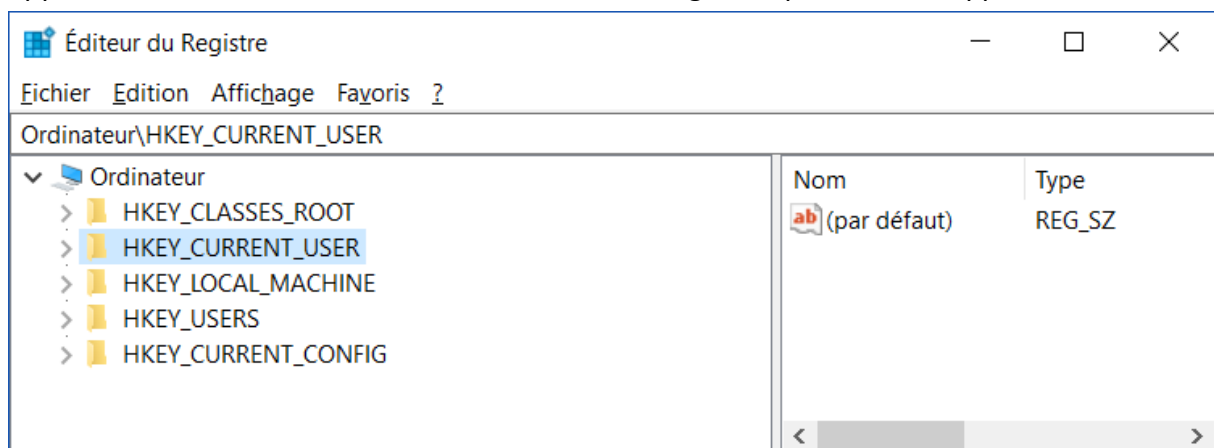 Éditeur du Registre
Fichier Edition Affichage Favoris ?
Ordinateur\HKEY_CURRENT_USER
Ordinateur
HKEY_CLASSES_ROOT
HKEY_CURRENT_USER
HKEY_LOCAL_MACHINE
HKEY_USERS
HKEY_CURRENT_CONFIG
Nom Type
ab (par défaut) REG_SZ